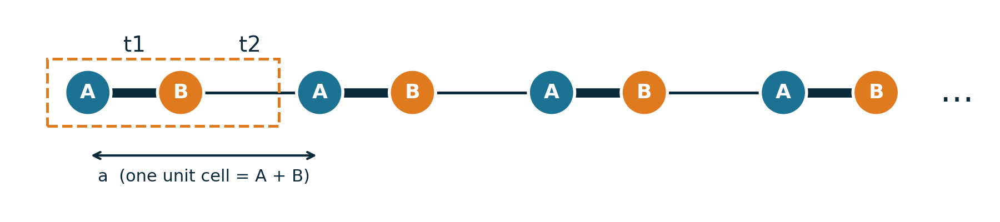 t1 t2
A B A B A B A B ...
a (one unit cell = A + B)